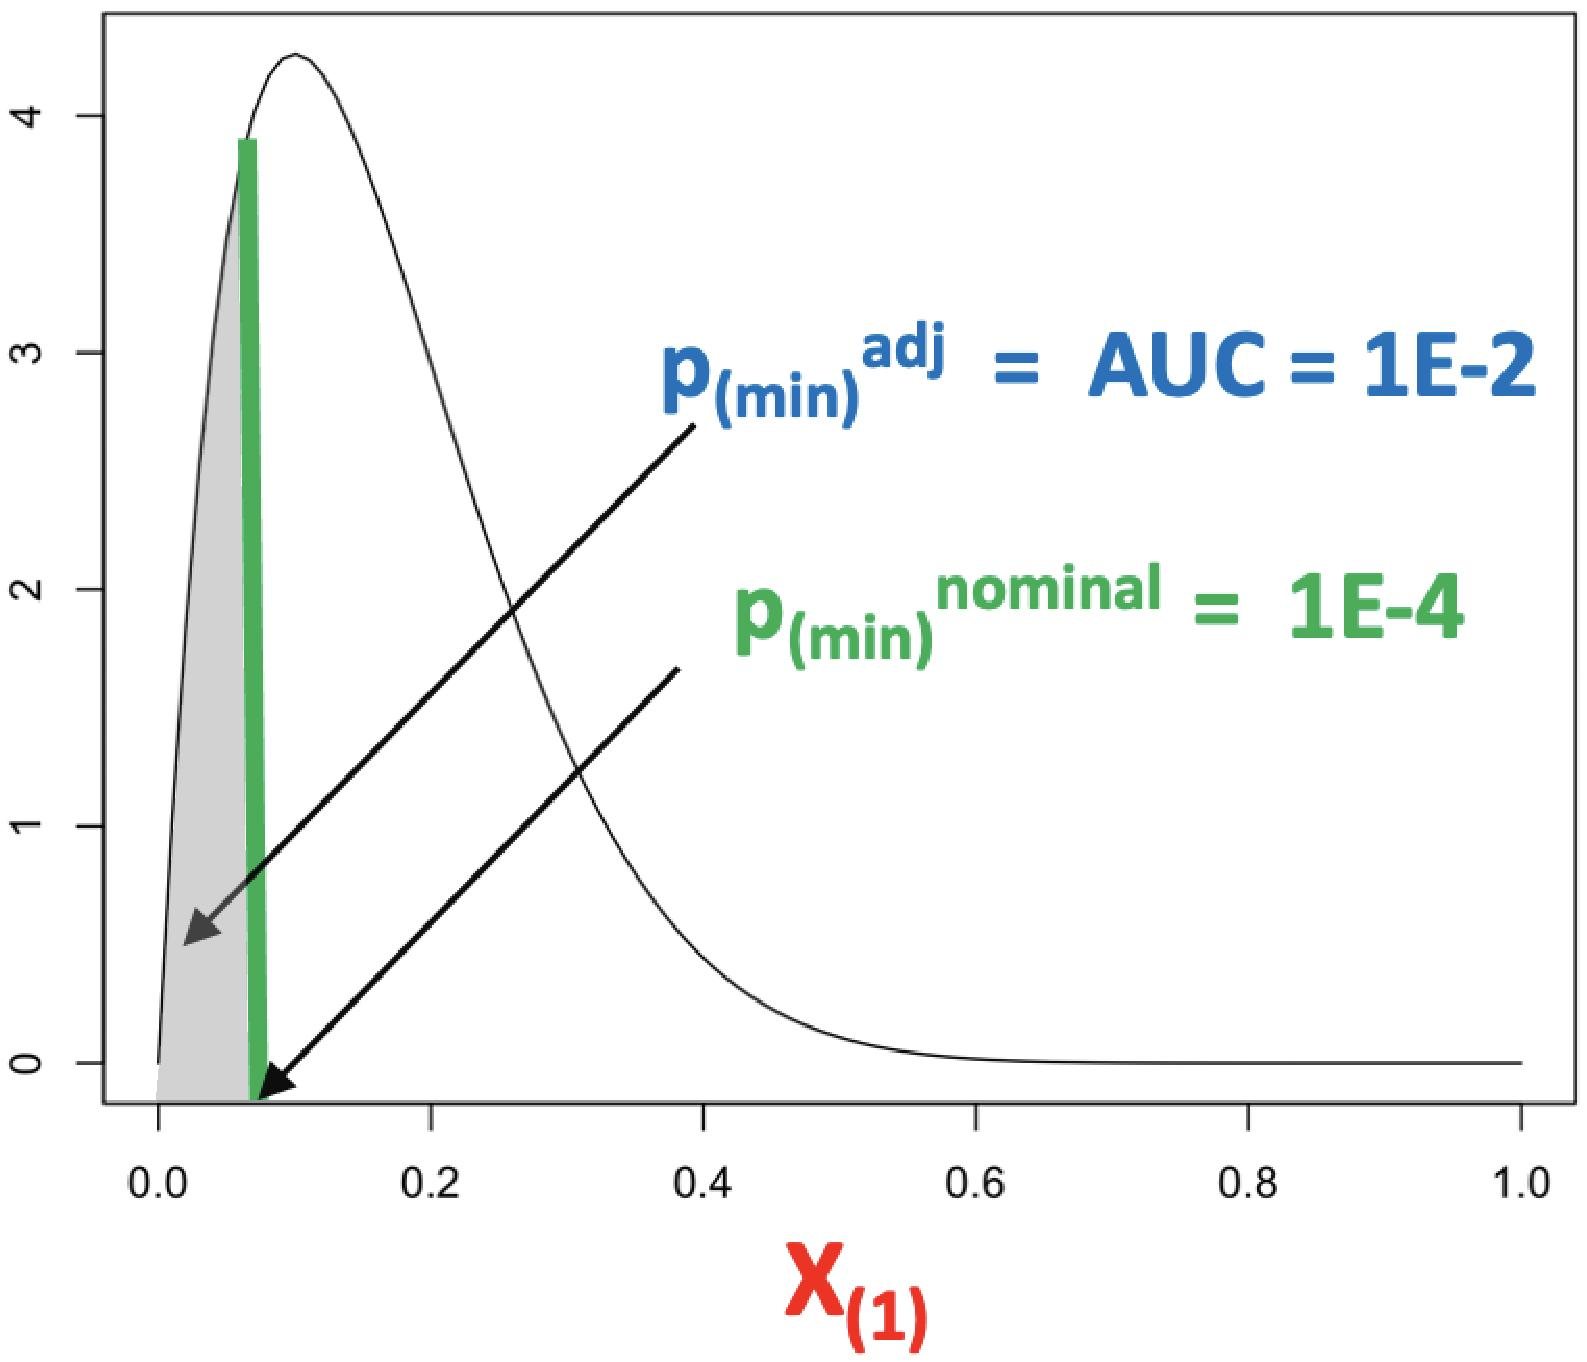 4
3
2
1
0
p(min)adj = AUC = 1E-2
p(min)nominal = 1E-4
0.0 0.2 0.4 0.6 0.8 1.0
X(1)